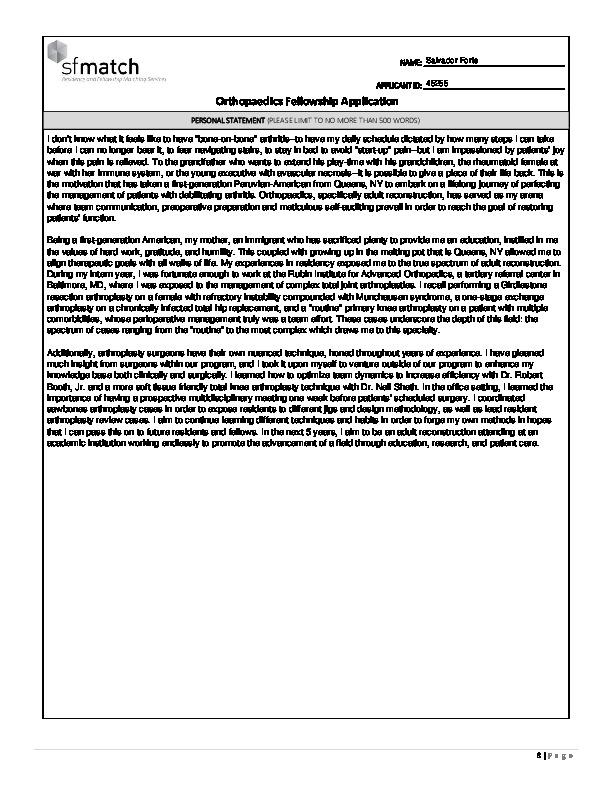 sfmatch
Residency and Fellowship Matching Services
NAME: Salvador Forte
APPLICANT ID:
Orthopaedics Fellowship Application
PERSONAL STATEMENT (PLEASE LIMIT TO NO MORE THAN 500 WORDS)
I don't know what it feels like to have "bone-on-bone" arthritis--to have my daily schedule dictated by how many steps I can take
before I can no longer bear it, to fear navigating stairs, to stay in bed to avoid "start-up" pain--but I am impassioned by patients' joy
when this pain is relieved. To the grandfather who wants to extend his play-time with his grandchildren, the rheumatoid female at
war with her immune system, or the young executive with avascular necrosis--it is possible to give a piece of their life back. This is
the motivation that has taken a first-generation Peruvian-American from Queens, NY to embark on a lifelong journey of perfecting
the management of patients with debilitating arthritis. Orthopaedics, specifically adult reconstruction, has served as my arena
where team communication, preoperative preparation and meticulous self-auditing prevail in order to reach the goal of restoring
patients' function.
Being a first-generation American, my mother, an immigrant who has sacrificed plenty to provide me an education, instilled in me
the values of hard work, gratitude, and humility. This coupled with growing up in the melting pot that is Queens, NY allowed me to
align therapeutic goals with all walks of life. My experiences in residency exposed me to the true spectrum of adult reconstruction.
During my intern year, I was fortunate enough to work at the Rubin Institute for Advanced Orthopedics, a tertiary referral center in
Baltimore, MD, where I was exposed to the management of complex total joint arthroplasties. I recall performing a Girdlestone
resection arthroplasty on a female with refractory instability compounded with Munchausen syndrome, a one-stage exchange
arthroplasty on a chronically infected total hip replacement, and a "routine" primary knee arthroplasty on a patient with multiple
comorbidities, whose perioperative management truly was a team effort. These cases underscore the depth of this field: the
spectrum of cases ranging from the "routine" to the most complex which draws me to this specialty.
Additionally, arthroplasty surgeons have their own nuanced technique, honed throughout years of experience. I have gleaned
much insight from surgeons within our program, and I took it upon myself to venture outside of our program to enhance my
knowledge base both clinically and surgically. I learned how to optimize team dynamics to increase efficiency with Dr. Robert
Booth, Jr. and a more soft tissue friendly total knee arthroplasty technique with Dr. Neil Sheth. In the office setting, I learned the
importance of having a prospective multidisciplinary meeting one week before patients' scheduled surgery. I coordinated
sawbones arthroplasty cases in order to expose residents to different jigs and design methodology, as well as lead resident
arthroplasty review cases. I aim to continue learning different techniques and habits in order to forge my own methods in hopes
that I can pass this on to future residents and fellows. In the next 5 years, I aim to be an adult reconstruction attending at an
academic institution working endlessly to promote the advancement of a field through education, research, and patient care.
| P a g e